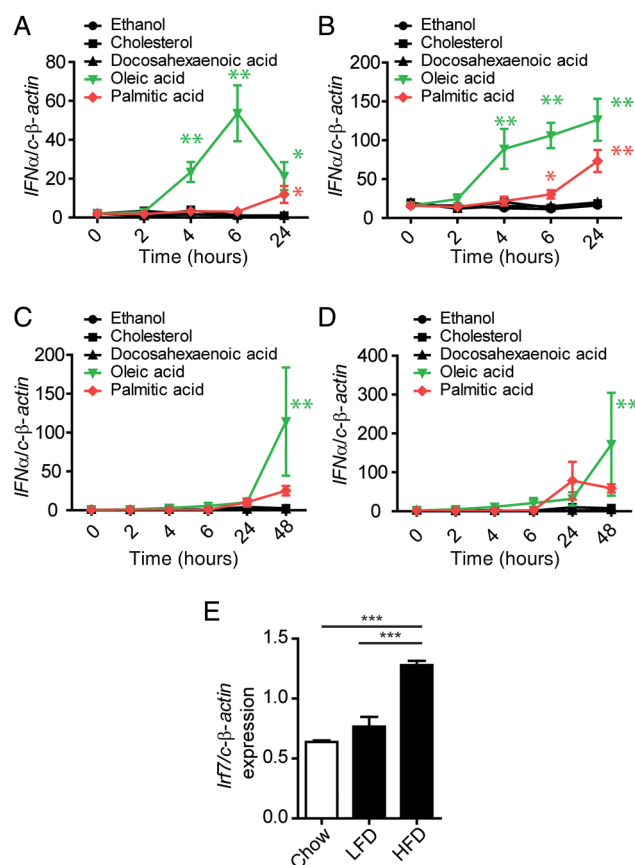 A
Ethanol
Cholesterol
Docosahexaenoic acid
Oleic acid
Palmitic acid
IFNα/c-β-actin
80
60
40
20
0
**
**
*
*
0 2 4 6 24
Time (hours)
B
Ethanol
Cholesterol
Docosahexaenoic acid
Oleic acid
Palmitic acid
IFNα/c-β-actin
200
150
100
50
0
**
**
**
*
**
0 2 4 6 24
Time (hours)
C
Ethanol
Cholesterol
Docosahexaenoic acid
Oleic acid
Palmitic acid
IFNα/c-β-actin
200
150
100
50
0
**
0 2 4 6 24 48
Time (hours)
D
Ethanol
Cholesterol
Docosahexaenoic acid
Oleic acid
Palmitic acid
IFNα/c-β-actin
400
300
200
100
0
**
0 2 4 6 24 48
Time (hours)
E
Irf7/c-β-actin
expression
1.5
1.0
0.5
0.0
***
***
Chow LFD HFD